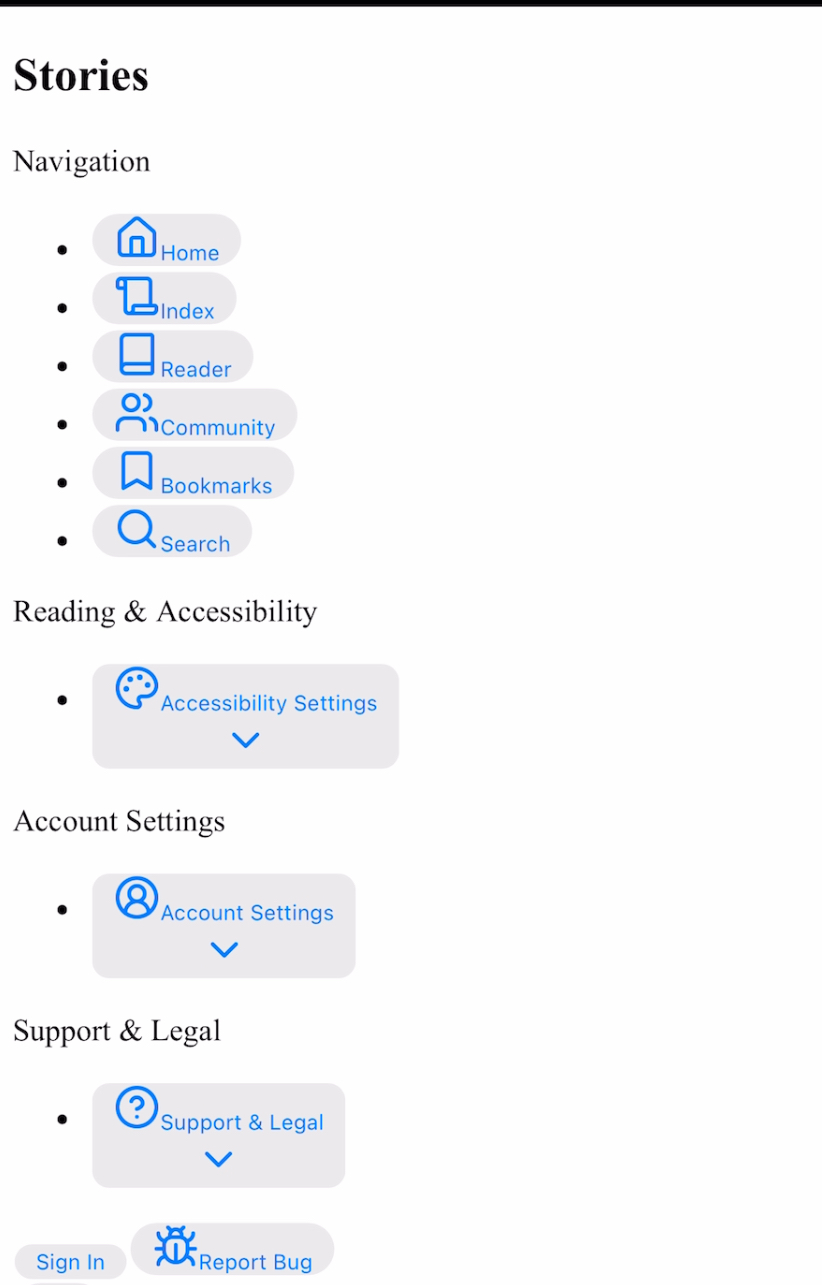 Stories
Navigation
Home
Index
Reader
Community
Bookmarks
Search
Reading & Accessibility
Accessibility Settings
Account Settings
Account Settings
Support & Legal
Support & Legal
Sign In Report Bug